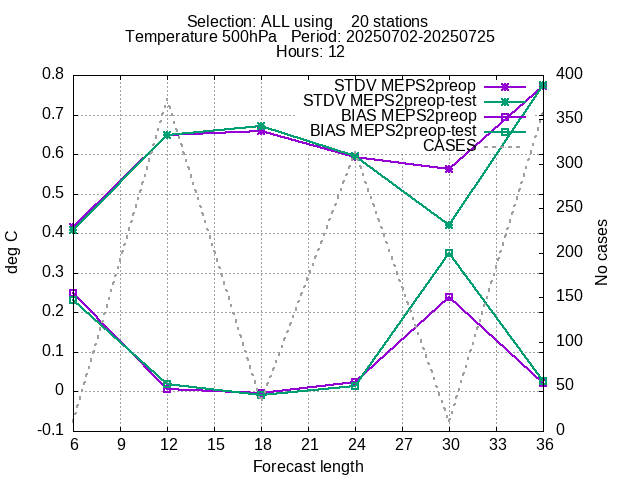 Selection: ALL using    20 stations
Temperature 500hPa   Period: 20250702-20250725
Hours: 12
STDV MEPS2preop
STDV MEPS2preop-test
BIAS MEPS2preop
BIAS MEPS2preop-test
CASES
deg C
0.8
0.7
0.6
0.5
0.4
0.3
0.2
0.1
0
-0.1
400
350
300
250
200
150
100
50
0
No cases
6 9 12 15 18 21 24 27 30 33 36
Forecast length